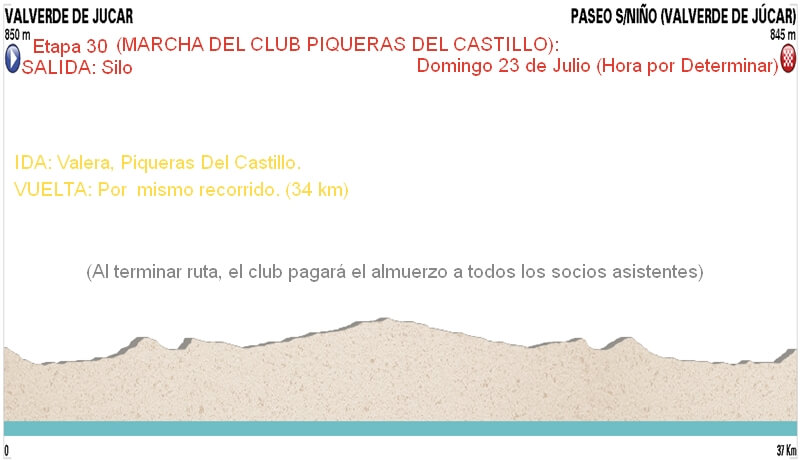 VALVERDE DE JUCAR
PASEO S/NIÑO (VALVERDE DE JÚCAR)
850 m
845 m
Etapa 30 (MARCHA DEL CLUB PIQUERAS DEL CASTILLO):
SALIDA: Silo
Domingo 23 de Julio (Hora por Determinar)
IDA: Valera, Piqueras Del Castillo.
VUELTA: Por mismo recorrido. (34 km)
(Al terminar ruta, el club pagará el almuerzo a todos los socios asistentes)
0
37 Km